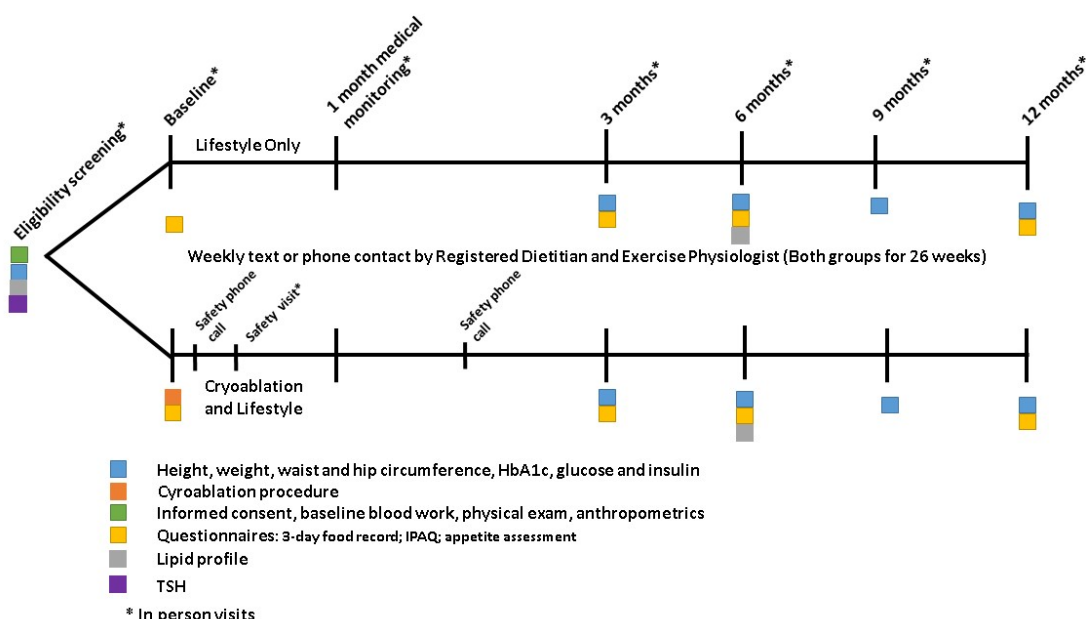 Eligibility screening*
Baseline*
1 month medical
monitoring*
3 months*
6 months*
9 months*
12 months*
Lifestyle Only
Weekly text or phone contact by Registered Dietitian and Exercise Physiologist (Both groups for 26 weeks)
Safety phone
call
Safety visit*
Safety phone
call
Cryoablation
and Lifestyle
Height, weight, waist and hip circumference, HbA1c, glucose and insulin
Cyroablation procedure
Informed consent, baseline blood work, physical exam, anthropometrics
Questionnaires: 3-day food record; IPAQ; appetite assessment
Lipid profile
TSH
* In person visits